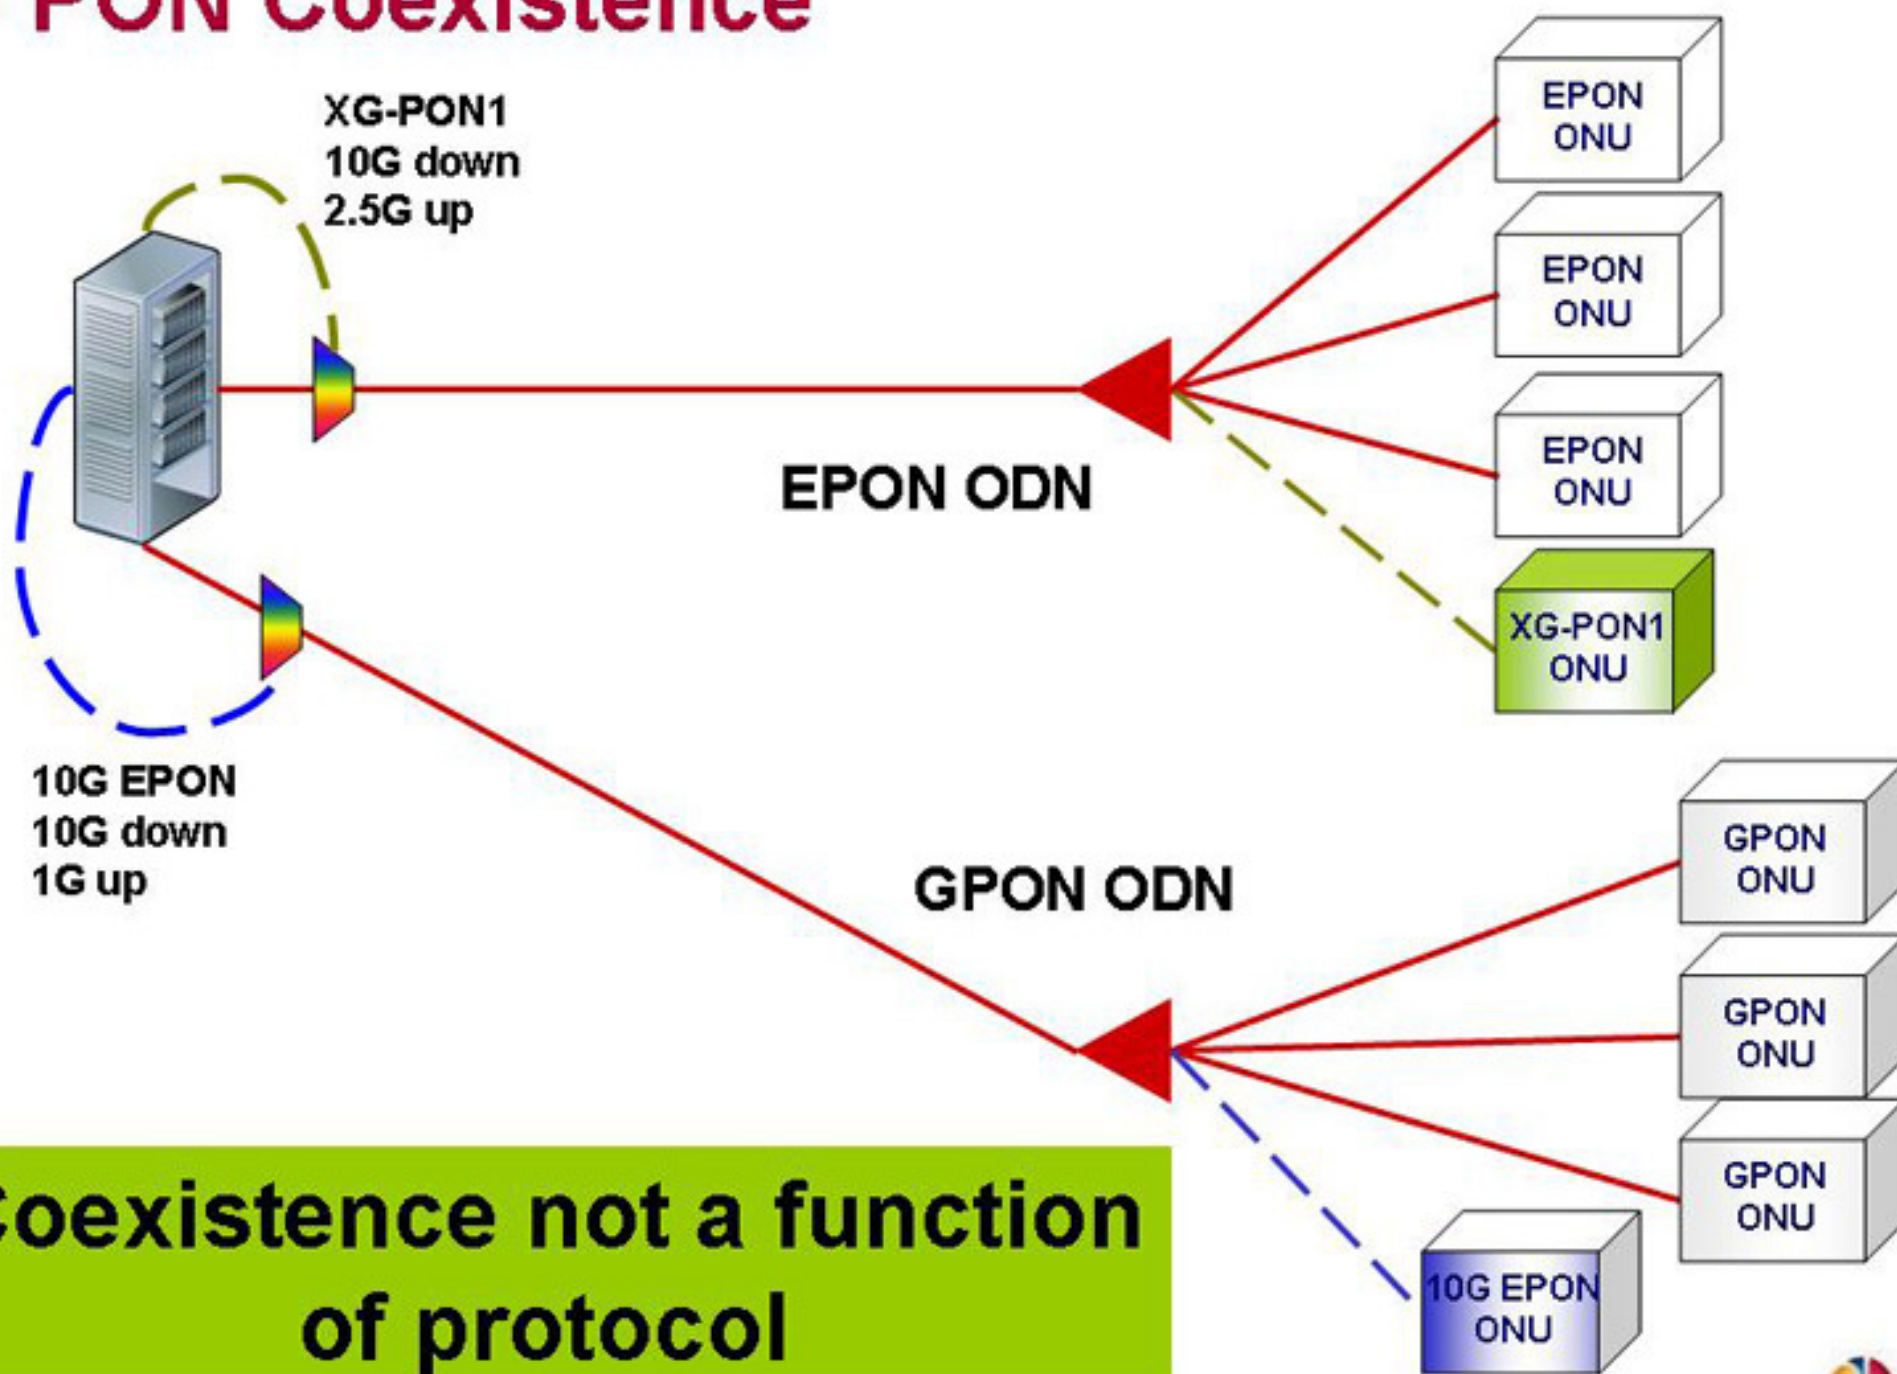 PON Coexistence
XG-PON1
10G down
2.5G up
EPON
ONU
EPON
ONU
EPON
ONU
EPON ODN
XG-PON1
ONU
10G EPON
10G down
1G up
GPON ODN
GPON
ONU
GPON
ONU
GPON
ONU
10G EPON
ONU
Coexistence not a function
of protocol